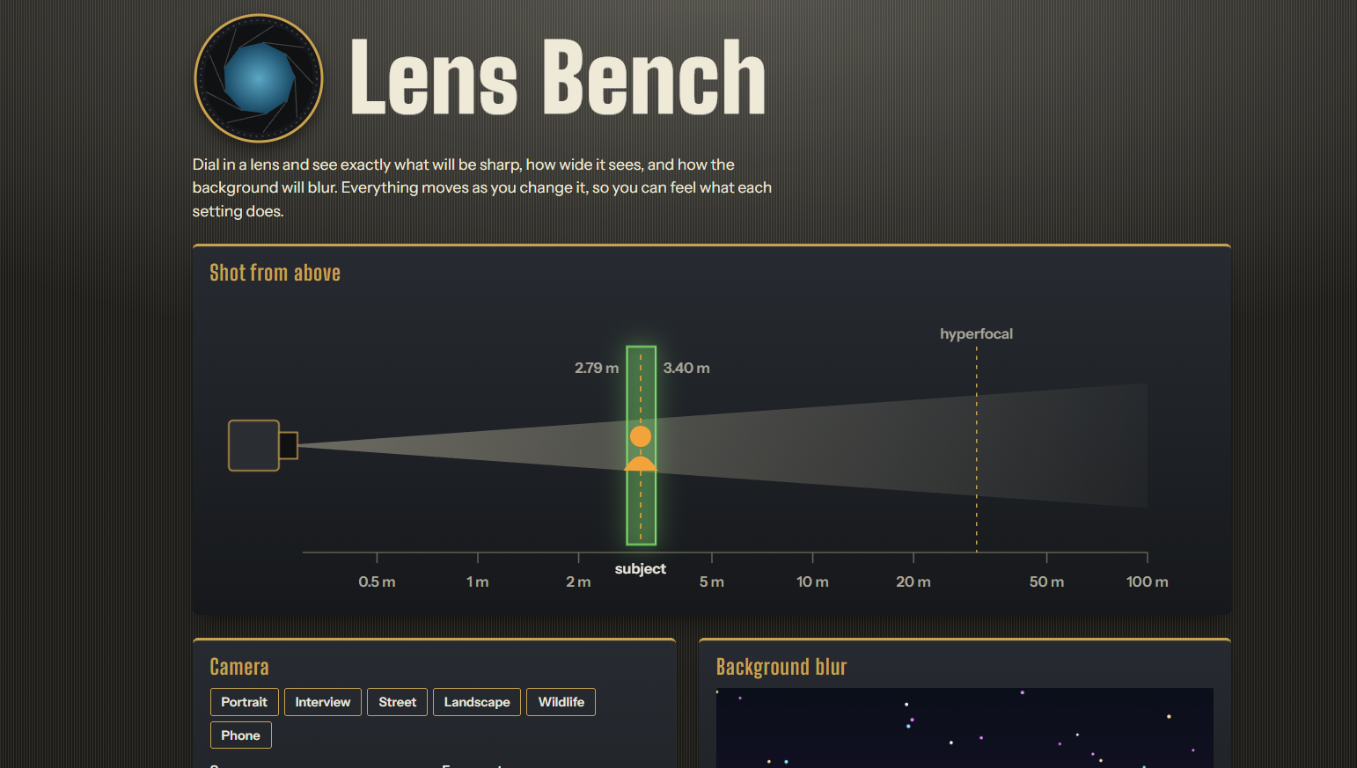 Lens Bench
Dial in a lens and see exactly what will be sharp, how wide it sees, and how the
background will blur. Everything moves as you change it, so you can feel what each
setting does.
Shot from above
hyperfocal
2.79 m
3.40 m
subject
0.5 m
1 m
2 m
5 m
10 m
20 m
50 m
100 m
Camera
Portrait
Interview
Street
Landscape
Wildlife
Phone
Background blur